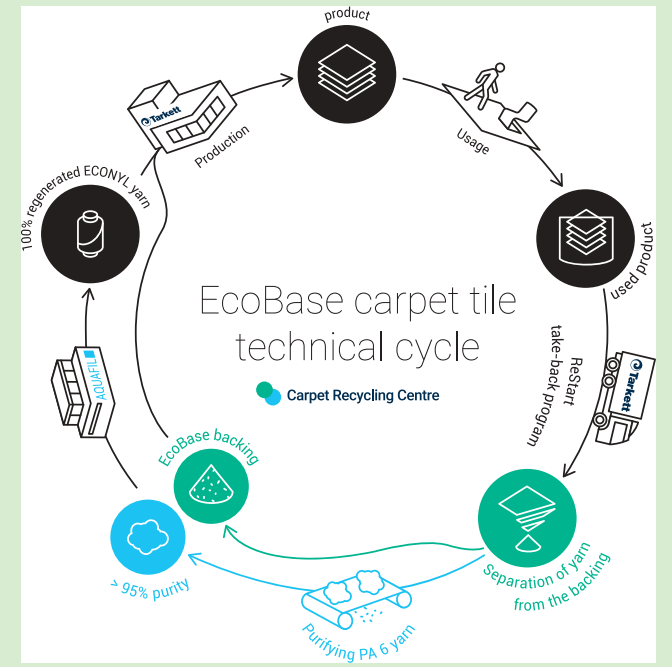 product
Tarkett
Production
Usage
100% regenerated ECONYL yarn
used product
EcoBase carpet tile
technical cycle
Carpet Recycling Centre
ReStart
take-back program
Tarkett
AQUAFIL
EcoBase backing
> 95% purity
Separation of yarn
from the backing
Purifying PA 6 yarn